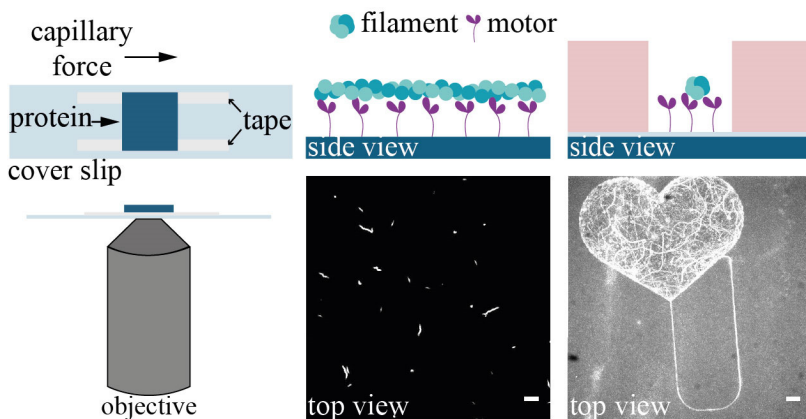 capillary
force
protein
tape
cover slip
objective
filament
motor
side view
top view
side view
top view